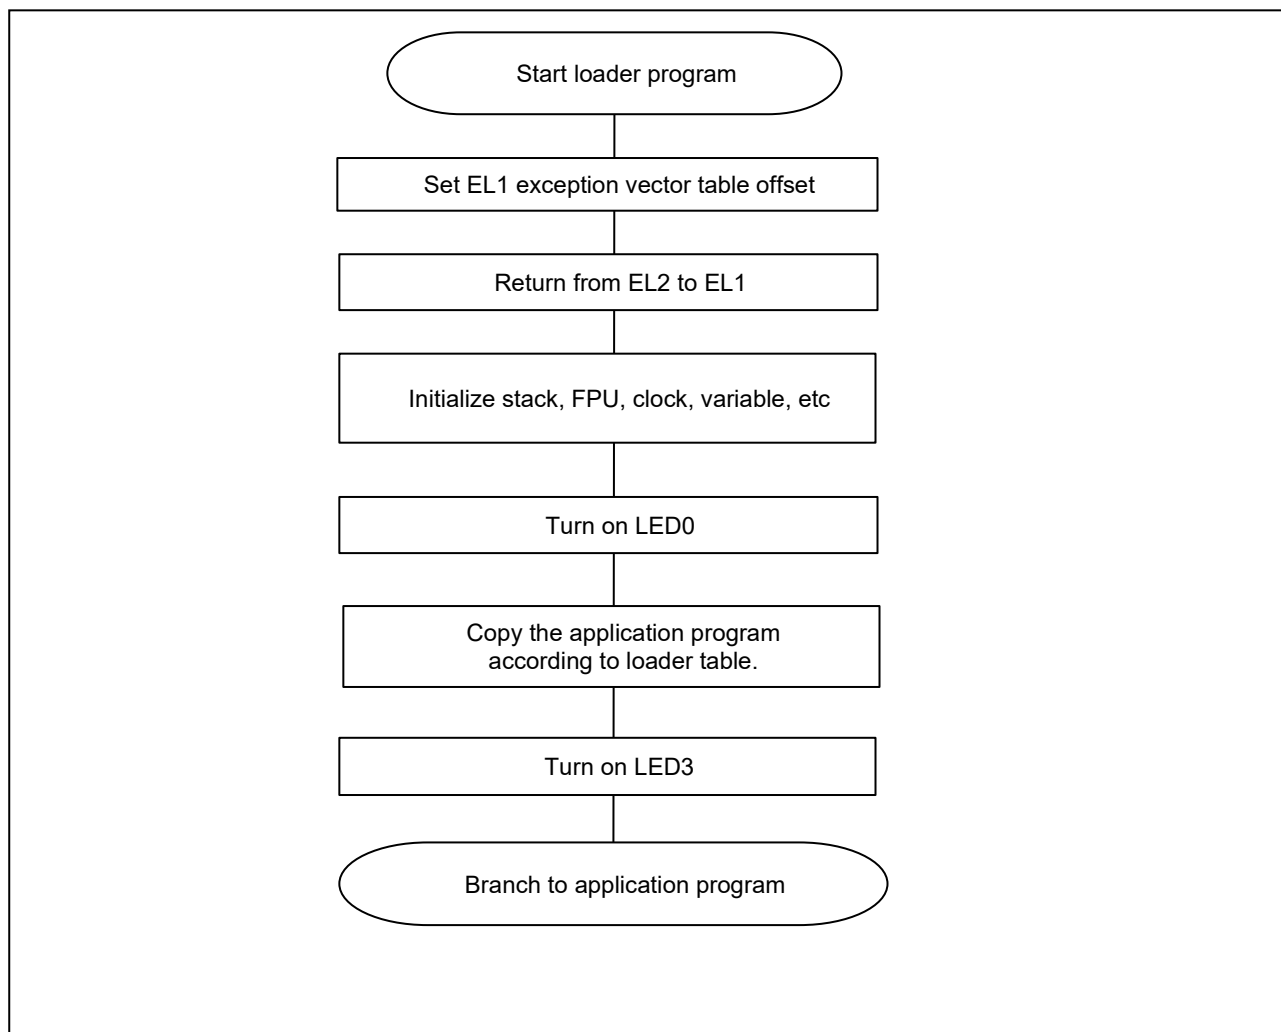 Start loader program
Set EL1 exception vector table offset
Return from EL2 to EL1
Initialize stack, FPU, clock, variable, etc
Turn on LED0
Copy the application program
according to loader table.
Turn on LED3
Branch to application program